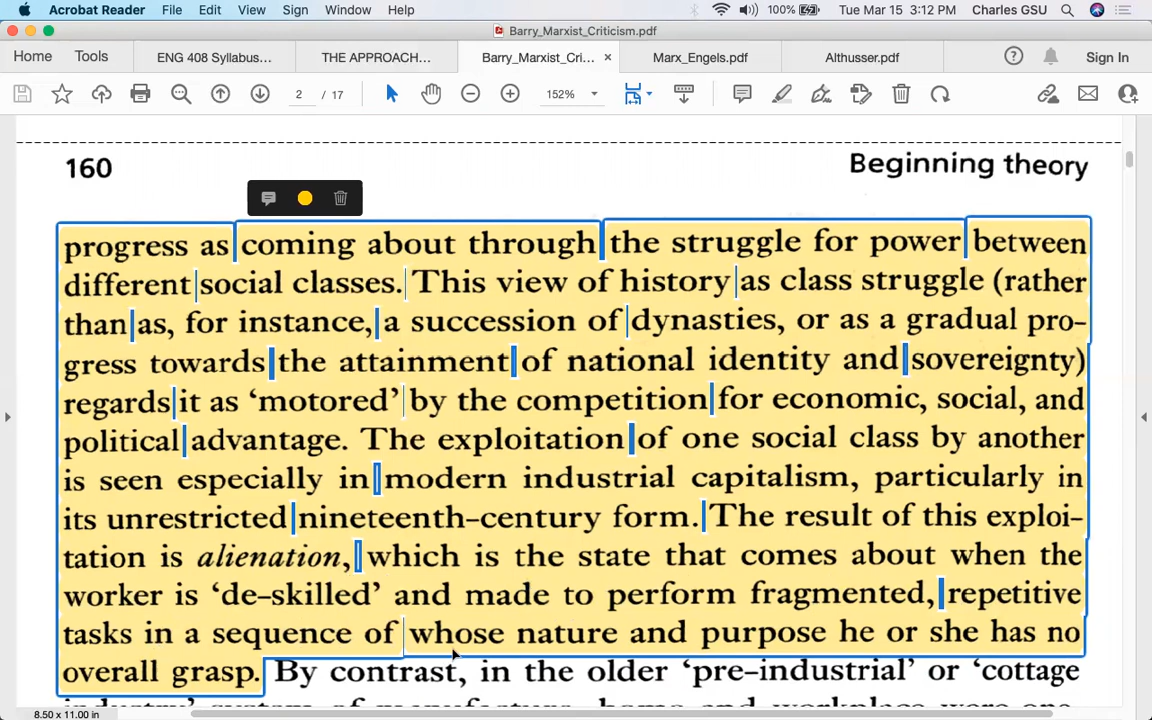 Acrobat Reader File Edit View Sign Window Help 100% Tue Mar 15 3:12 PM Charles GSU
Barry_Marxist_Criticism.pdf
Home Tools ENG 408 Syllabus... THE APPROACH... Barry_Marxist_Cri... × Marx_Engels.pdf Althusser.pdf Sign In
2 / 17 152%
160 Beginning theory
progress as coming about through the struggle for power between
different social classes. This view of history as class struggle (rather
than as, for instance, a succession of dynasties, or as a gradual pro-
gress towards the attainment of national identity and sovereignty)
regards it as ‘motored’ by the competition for economic, social, and
political advantage. The exploitation of one social class by another
is seen especially in modern industrial capitalism, particularly in
its unrestricted nineteenth-century form. The result of this exploi-
tation is alienation, which is the state that comes about when the
worker is ‘de-skilled’ and made to perform fragmented, repetitive
tasks in a sequence of whose nature and purpose he or she has no
overall grasp. By contrast, in the older ‘pre-industrial’ or ‘cottage
industry’ system of manufacture, home and workplace were one
8.50 x 11.00 in